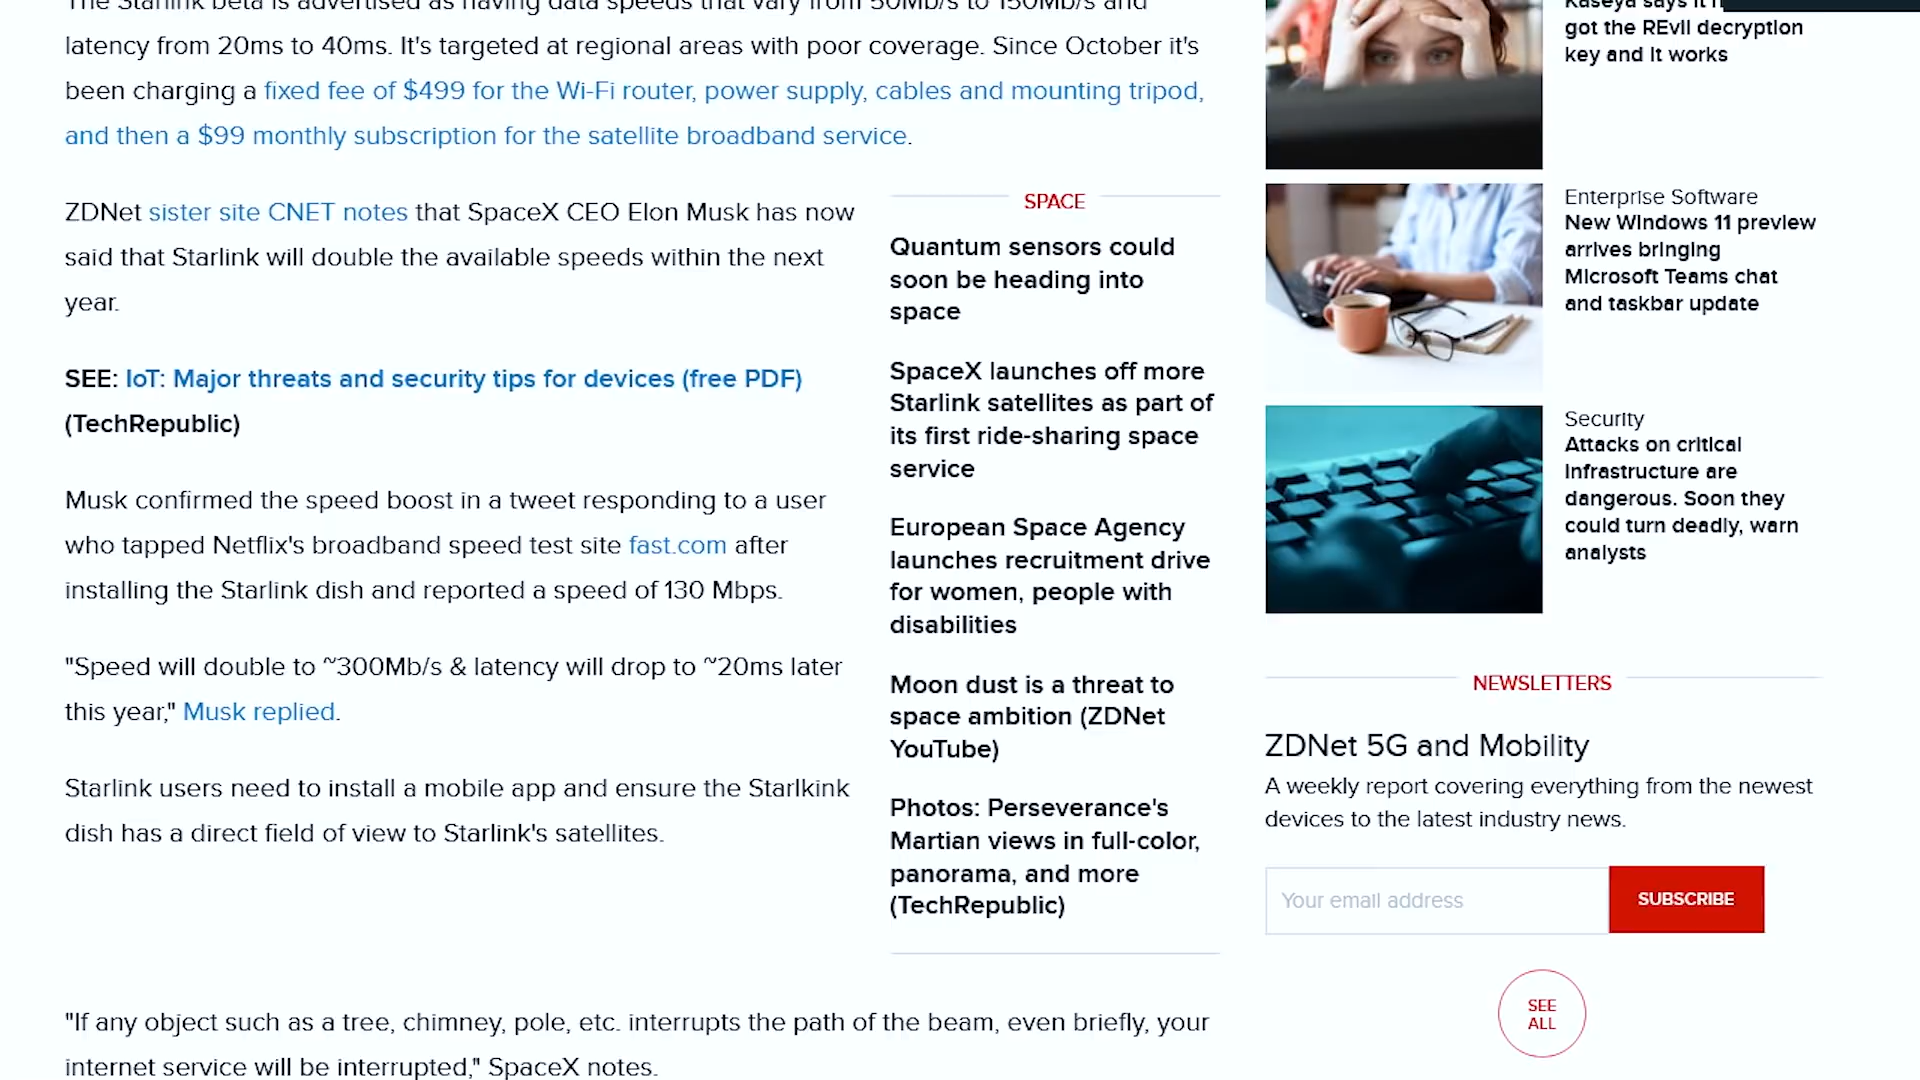 The Starlink beta is advertised as having data speeds that vary from 50Mb/s to 150Mb/s and
latency from 20ms to 40ms. It's targeted at regional areas with poor coverage. Since October it's
been charging a fixed fee of $499 for the Wi-Fi router, power supply, cables and mounting tripod,
and then a $99 monthly subscription for the satellite broadband service.
ZDNet sister site CNET notes that SpaceX CEO Elon Musk has now
said that Starlink will double the available speeds within the next
year.
SEE: IoT: Major threats and security tips for devices (free PDF)
(TechRepublic)
Musk confirmed the speed boost in a tweet responding to a user
who tapped Netflix's broadband speed test site fast.com after
installing the Starlink dish and reported a speed of 130 Mbps.
"Speed will double to ~300Mb/s & latency will drop to ~20ms later
this year," Musk replied.
Starlink users need to install a mobile app and ensure the Starlkink
dish has a direct field of view to Starlink's satellites.
"If any object such as a tree, chimney, pole, etc. interrupts the path of the beam, even briefly, your
internet service will be interrupted," SpaceX notes.
SPACE
Quantum sensors could
soon be heading into
space
SpaceX launches off more
Starlink satellites as part of
its first ride-sharing space
service
European Space Agency
launches recruitment drive
for women, people with
disabilities
Moon dust is a threat to
space ambition (ZDNet
YouTube)
Photos: Perseverance's
Martian views in full-color,
panorama, and more
(TechRepublic)
Kaseya says it
got the REvil decryption
key and it works
Enterprise Software
New Windows 11 preview
arrives bringing
Microsoft Teams chat
and taskbar update
Security
Attacks on critical
infrastructure are
dangerous. Soon they
could turn deadly, warn
analysts
NEWSLETTERS
ZDNet 5G and Mobility
A weekly report covering everything from the newest
devices to the latest industry news.
Your email address
SUBSCRIBE
SEE
ALL